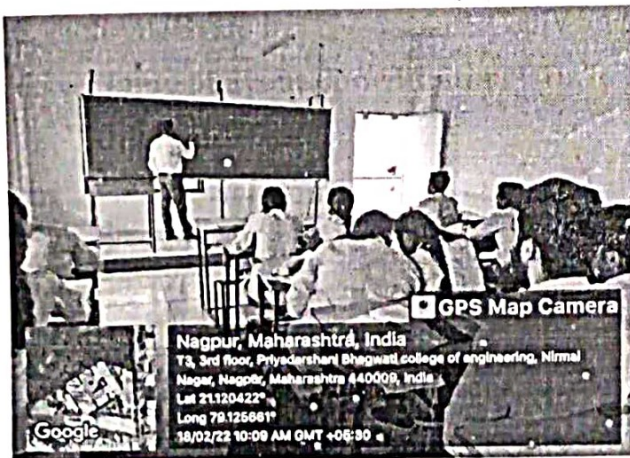 GPS Map Camera
Nagpur, Maharashtra, India
T3, 3rd floor, Priyadarshani Bhagwati college of engineering, Nirmal
Nagar, Nagpur, Maharashtra 440009, India
Lat 21.120422°
Long 79.125661°
18/02/22 10:09 AM GMT +05:30
Google